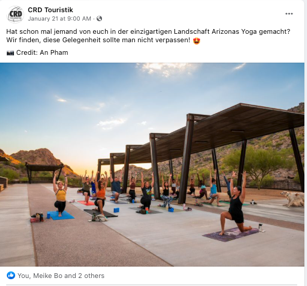 CRD Touristik
CRD
January 21 at 9:00 AM ·
Hat schon mal jemand von euch in der einzigartigen Landschaft Arizonas Yoga gemacht?
Wir finden, diese Gelegenheit sollte man nicht verpassen! 🤩
📷 Credit: An Pham
You, Meike Bo and 2 others